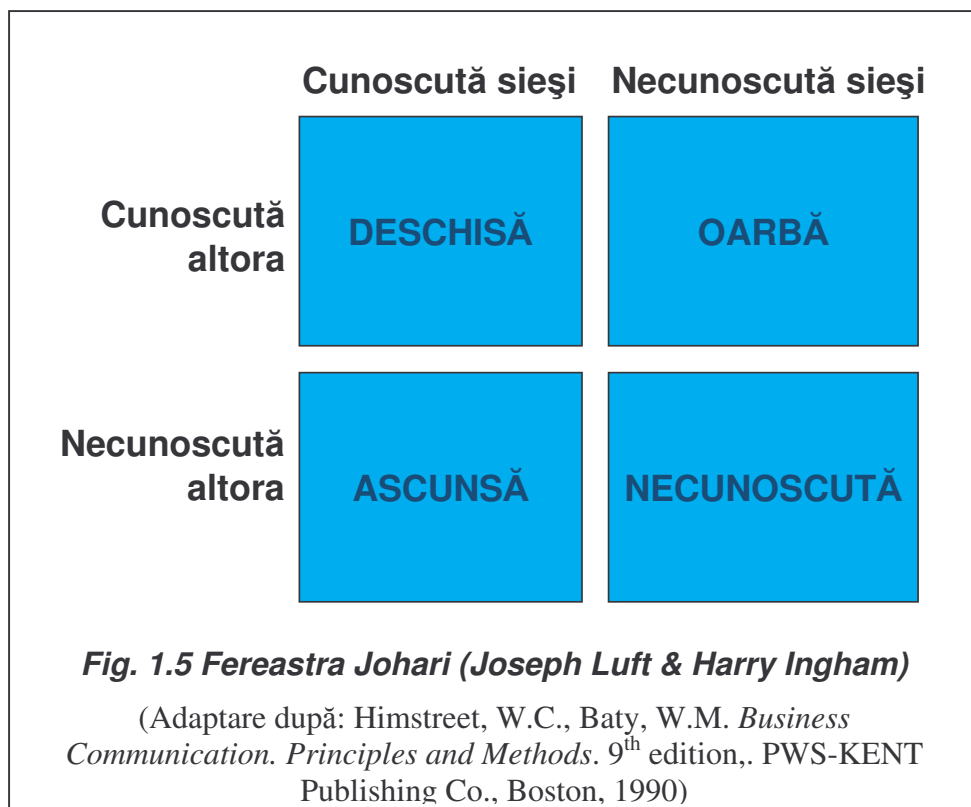 Cunoscută sieşi Necunoscută sieşi
Cunoscută
altora
DESCHISĂ OARBĂ
Necunoscută
altora
ASCUNSĂ NECUNOSCUTĂ
Fig. 1.5 Fereastra Johari (Joseph Luft & Harry Ingham)
(Adaptare după: Himstreet, W.C., Baty, W.M. Business
Communication. Principles and Methods. 9th edition,. PWS-KENT
Publishing Co., Boston, 1990)